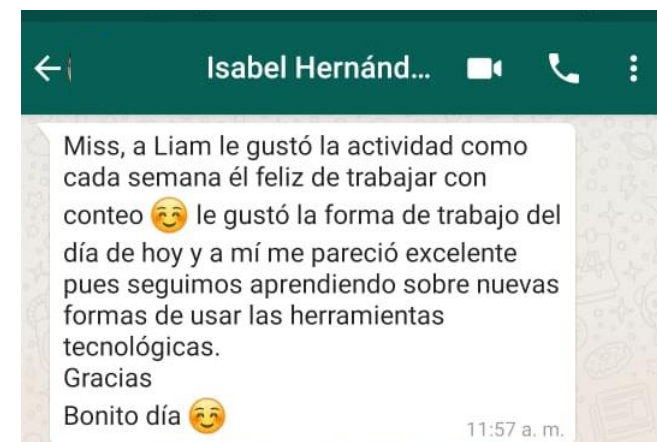 Isabel Hernánd...
Miss, a Liam le gustó la actividad como
cada semana él feliz de trabajar con
conteo ☺️ le gustó la forma de trabajo del
día de hoy y a mí me pareció excelente
pues seguimos aprendiendo sobre nuevas
formas de usar las herramientas
tecnológicas.
Gracias
Bonito día ☺️
11:57 a. m.